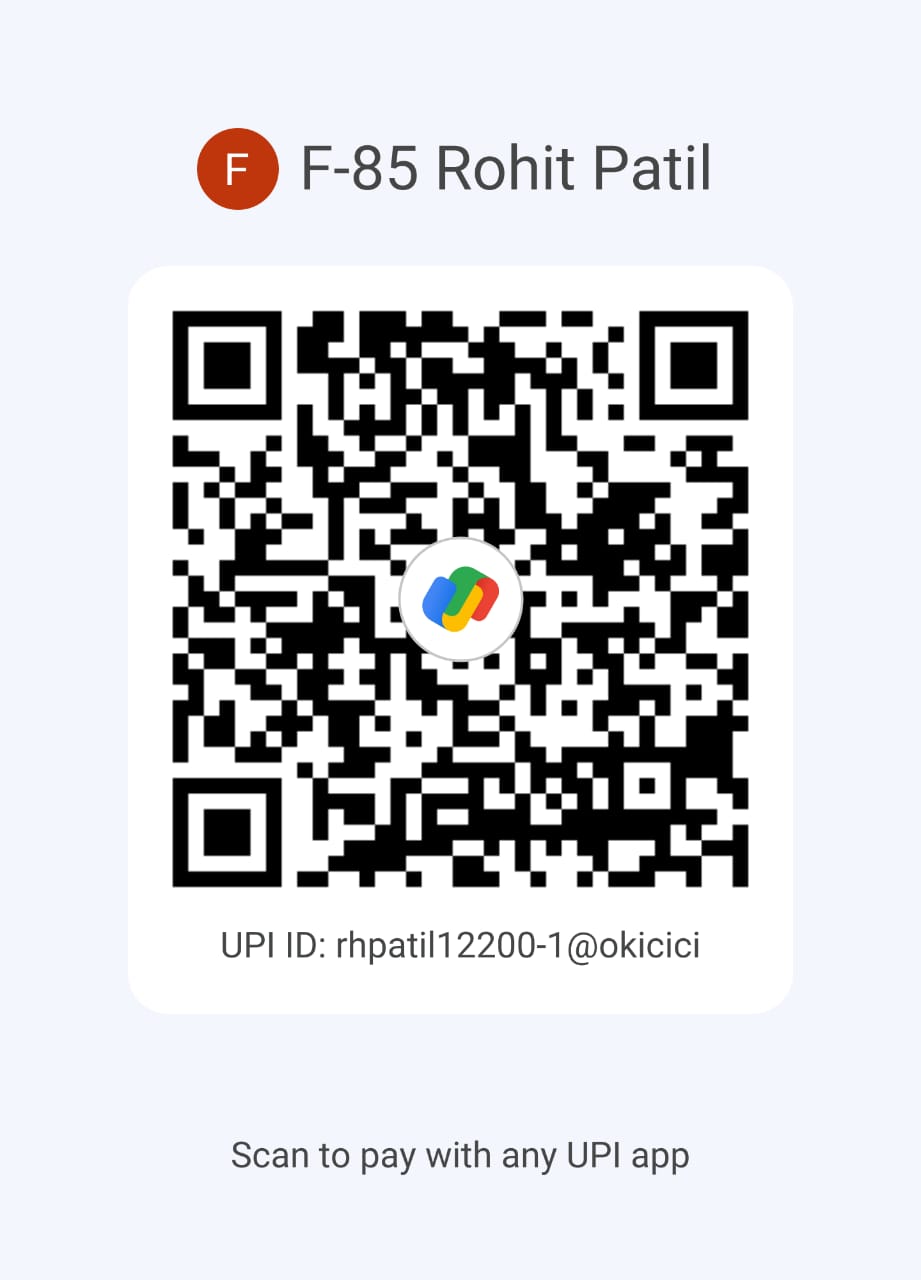 F F-85 Rohit Patil
UPI ID: rhpatil12200-1@okicici
Scan to pay with any UPI app